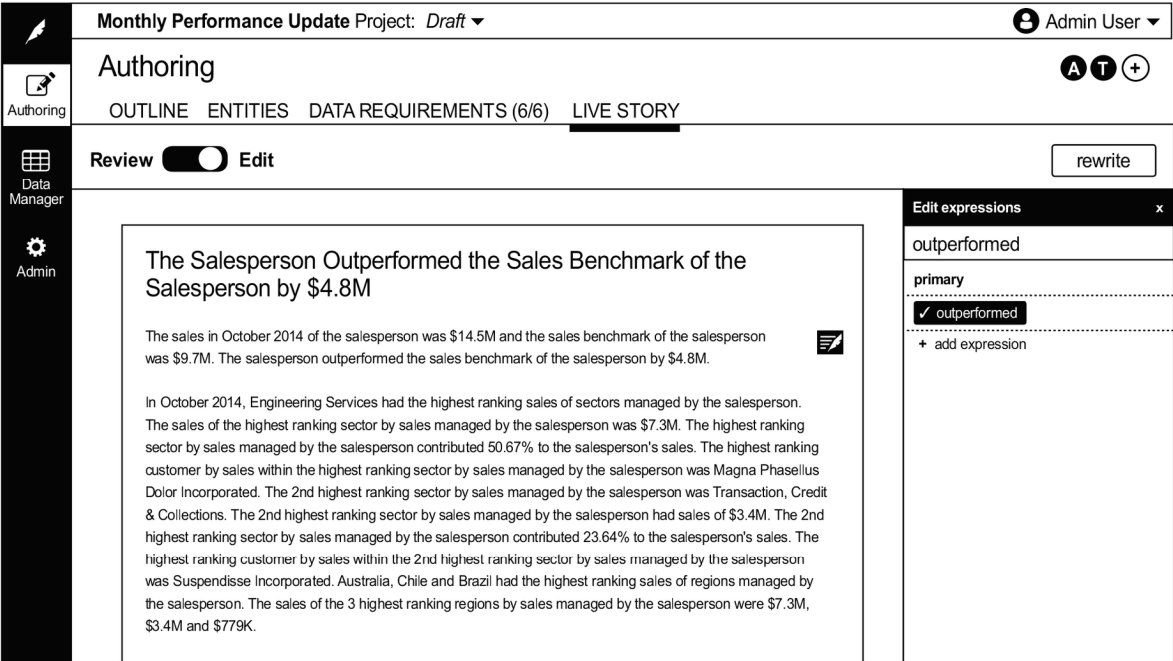 Monthly Performance Update Project: Draft
Admin User
Authoring
A T +
Authoring
OUTLINE ENTITIES DATA REQUIREMENTS (6/6) LIVE STORY
Review Edit
rewrite
Data
Manager
Admin
The Salesperson Outperformed the Sales Benchmark of the
Salesperson by $4.8M
The sales in October 2014 of the salesperson was $14.5M and the sales benchmark of the salesperson
was $9.7M. The salesperson outperformed the sales benchmark of the salesperson by $4.8M.
In October 2014, Engineering Services had the highest ranking sales of sectors managed by the salesperson.
The sales of the highest ranking sector by sales managed by the salesperson was $7.3M. The highest ranking
sector by sales managed by the salesperson contributed 50.67% to the salesperson's sales. The highest ranking
customer by sales within the highest ranking sector by sales managed by the salesperson was Magna Phasellus
Dolor Incorporated. The 2nd highest ranking sector by sales managed by the salesperson was Transaction, Credit
& Collections. The 2nd highest ranking sector by sales managed by the salesperson had sales of $3.4M. The 2nd
highest ranking sector by sales managed by the salesperson contributed 23.64% to the salesperson's sales. The
highest ranking customer by sales within the 2nd highest ranking sector by sales managed by the salesperson
was Suspendisse Incorporated. Australia, Chile and Brazil had the highest ranking sales of regions managed by
the salesperson. The sales of the 3 highest ranking regions by sales managed by the salesperson were $7.3M,
$3.4M and $779K.
Edit expressions x
outperformed
primary
✓ outperformed
+ add expression